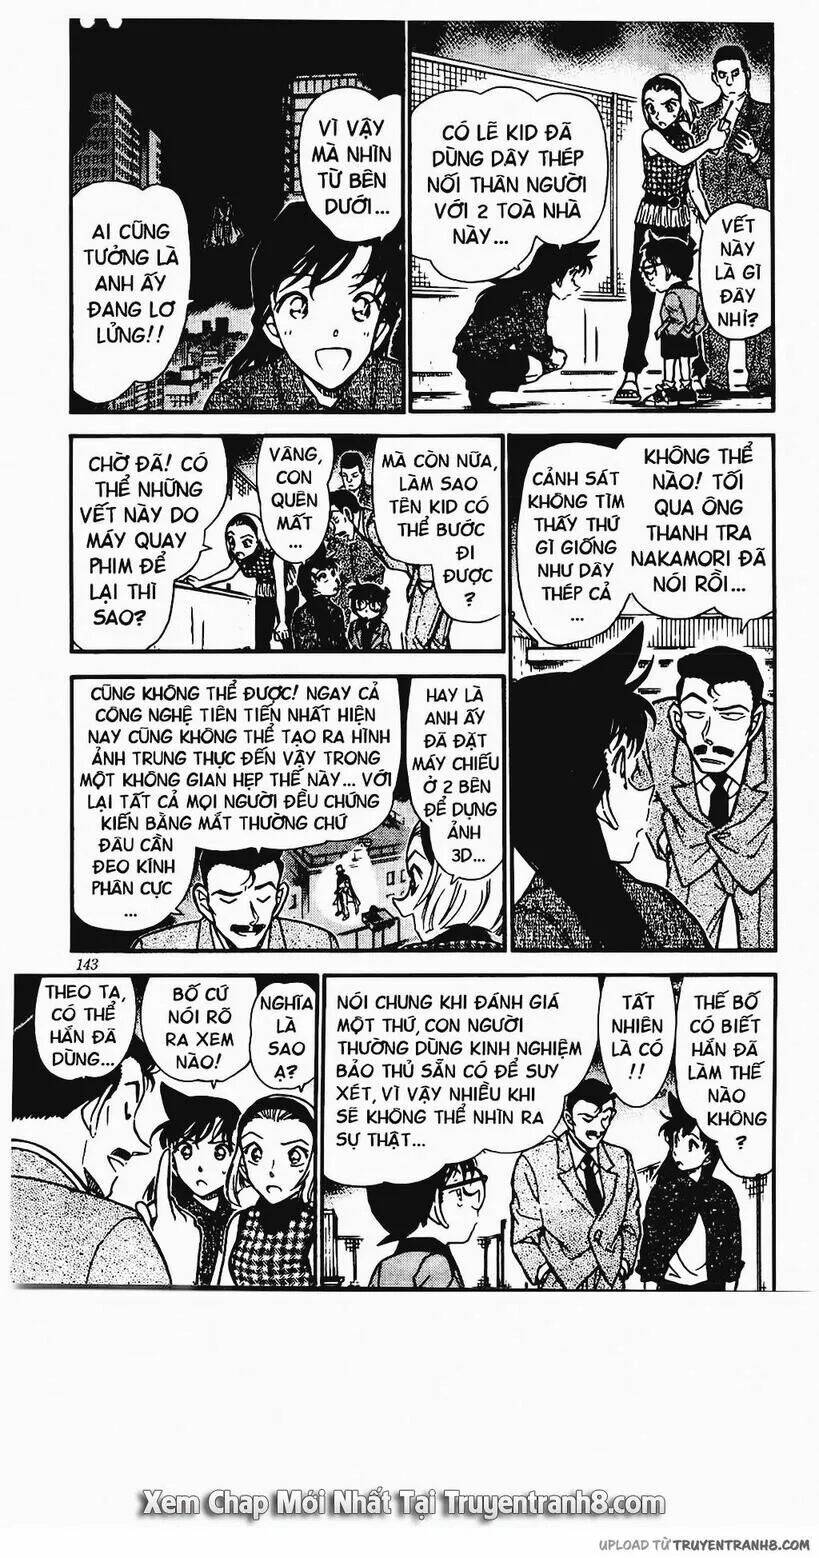 VẾT
NÀY
LÀ GÌ
ĐÂY
NHỈ?
CÓ LẼ KID ĐÃ
DÙNG DÂY THÉP
NỐI THÂN NGƯỜI
VỚI 2 TOÀ NHÀ
NÀY...
VÌ VẬY
MÀ NHÌN
TỪ BÊN
DƯỚI...
AI CŨNG
TƯỞNG LÀ
ANH ẤY
ĐANG LƠ
LỬNG!!
KHÔNG THỂ
NÀO! TỐI
QUA ÔNG
THANH TRA
NAKAMORI ĐÃ
NÓI RỒI...
CẢNH SÁT
KHÔNG TÌM
THẤY THỨ
GÌ GIỐNG
NHƯ DÂY
THÉP CẢ
...
MÀ CÒN NỮA,
LÀM SAO
TÊN KID CÓ
THỂ BƯỚC
ĐI
ĐƯỢC
?
VÂNG,
CON
QUÊN
MẤT
...
CHỜ ĐÃ! CÓ
THỂ NHỮNG
VẾT NÀY DO
MÁY QUAY
PHIM ĐỂ
LẠI THÌ
SAO?
HAY LÀ
ANH ẤY
ĐÃ ĐẶT
MÁY CHIẾU
Ở 2 BÊN
ĐỂ DỰNG
ẢNH
3D...
CŨNG KHÔNG THỂ ĐƯỢC! NGAY CẢ
CÔNG NGHỆ TIÊN TIẾN NHẤT HIỆN
NAY CŨNG KHÔNG THỂ TẠO RA HÌNH
ẢNH TRUNG THỰC ĐẾN VẬY TRONG
MỘT KHÔNG GIAN HẸP THẾ NÀY... VỚI
LẠI TẤT CẢ MỌI NGƯỜI ĐỀU CHỨNG
KIẾN BẰNG MẮT THƯỜNG CHỨ
ĐÂU CẦN
ĐEO KÍNH
PHÂN CỰC
...
143
THẾ BỐ
CÓ BIẾT
HẮN ĐÃ
LÀM THẾ
NÀO
KHÔNG
?
TẤT
NHIÊN
LÀ CÓ
!!
NÓI CHUNG KHI ĐÁNH GIÁ
MỘT THỨ, CON NGƯỜI
THƯỜNG DÙNG KINH NGHIỆM
BẢO THỦ SẴN CÓ ĐỂ SUY
XÉT, VÌ VẬY NHIỀU KHI
SẼ KHÔNG THỂ NHÌN RA
SỰ THẬT...
NGHĨA
LÀ
SAO
Ạ?
BỐ CỨ
NÓI RÕ
RA XEM
NÀO!
THEO TA,
CÓ THỂ
HẮN ĐÃ
DÙNG...
Xem Chap Mới Nhất Tại Truyentranh8.com
UPLOAD TỪ TRUYENTRANH8.COM